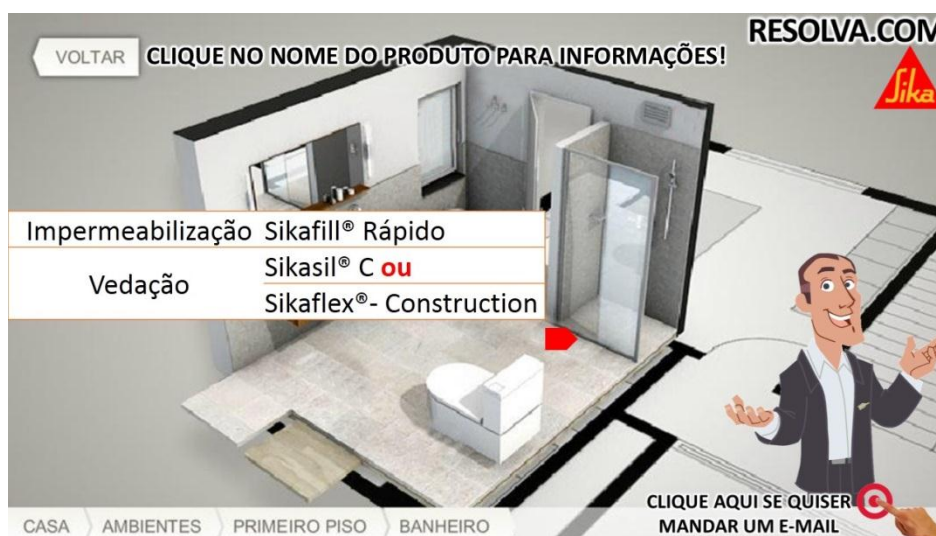 RESOLVA.COM
VOLTAR
CLIQUE NO NOME DO PRODUTO PARA INFORMAÇÕES!
Sika
Impermeabilização Sikafill® Rápido
Vedação
Sikasil® C ou
Sikaflex®- Construction
CLIQUE AQUI SE QUISER
MANDAR UM E-MAIL
CASA AMBIENTES PRIMEIRO PISO BANHEIRO